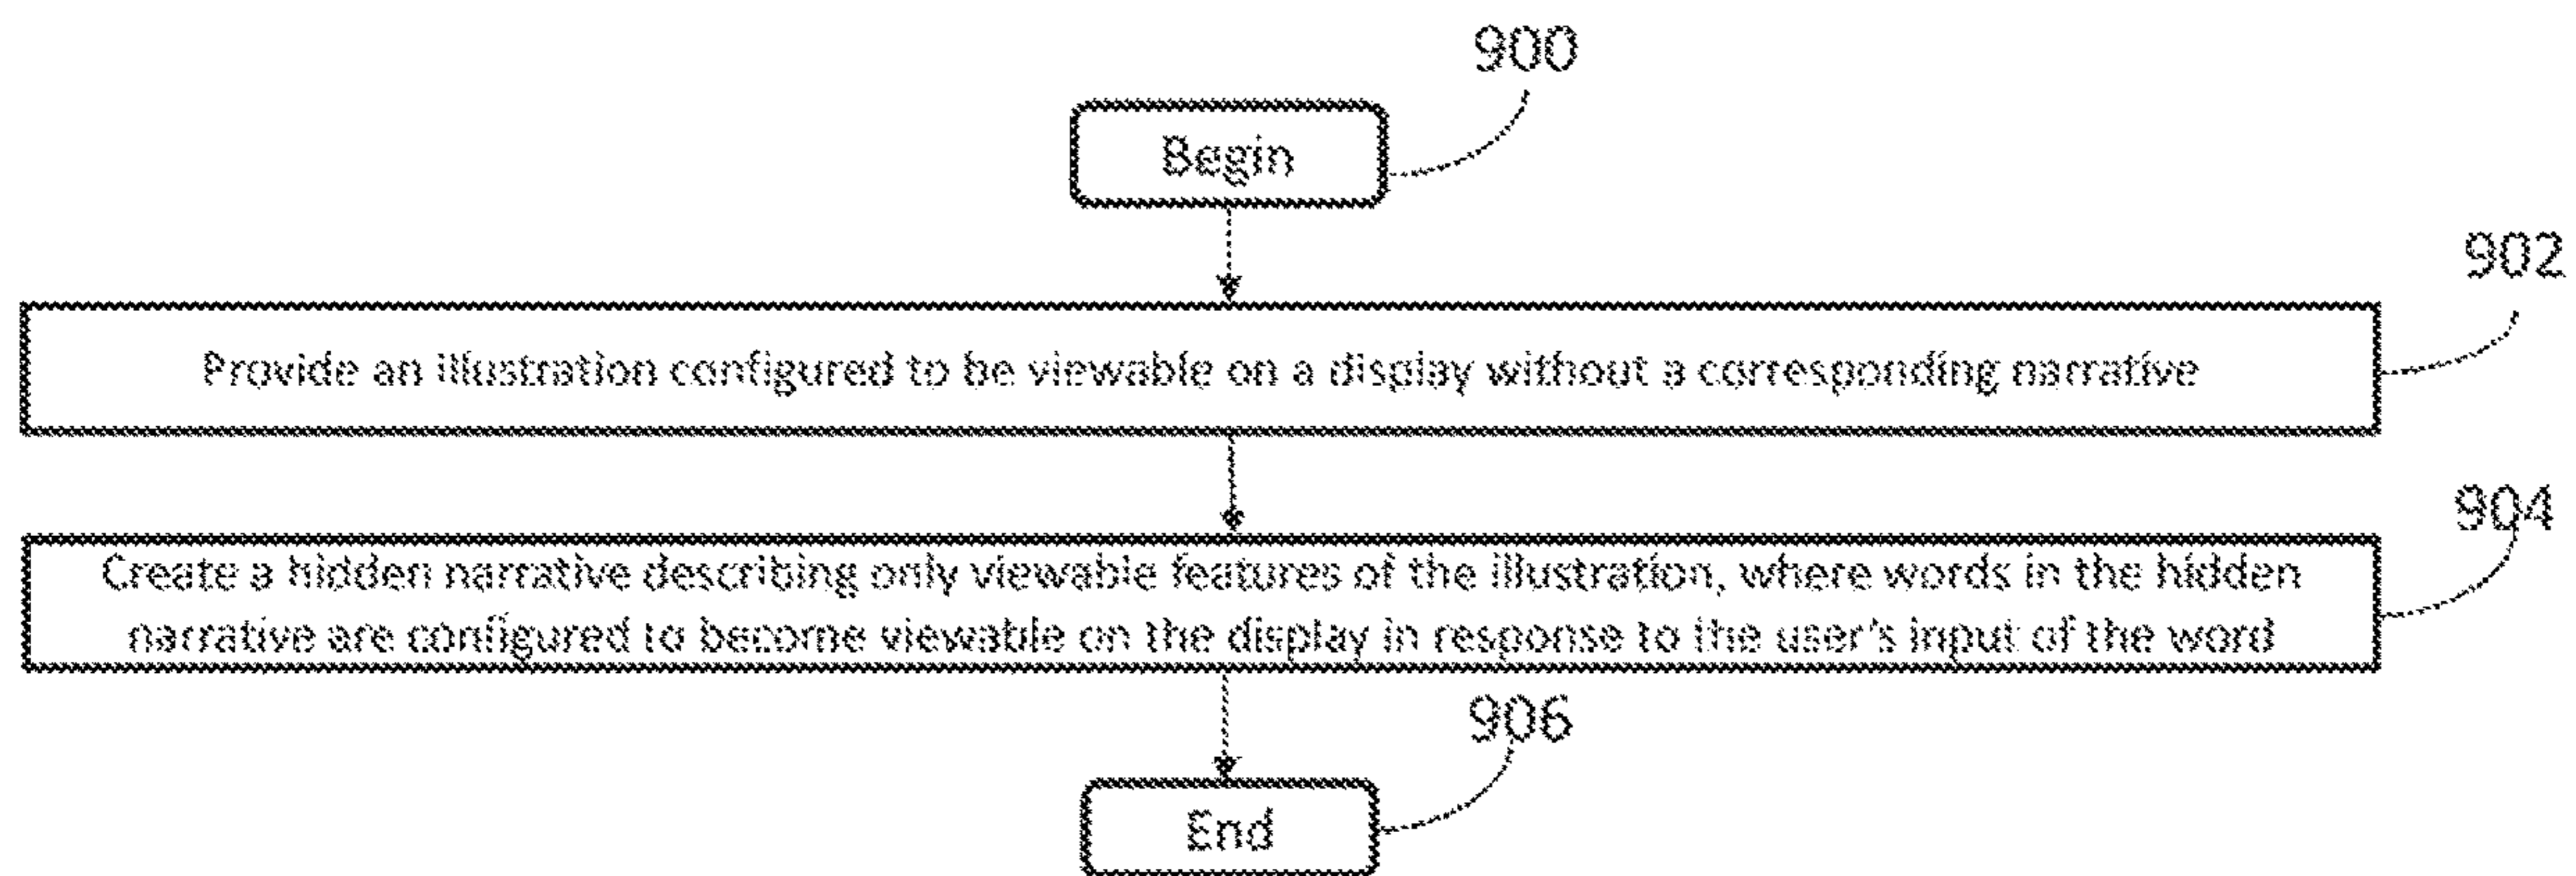 900
Begin
902
Provide an illustration configured to be viewable on a display without a corresponding narrative
904
Create a hidden narrative describing only viewable features of the illustration, where words in the hidden
narrative are configured to become viewable on the display in response to the user's input of the word
906
End